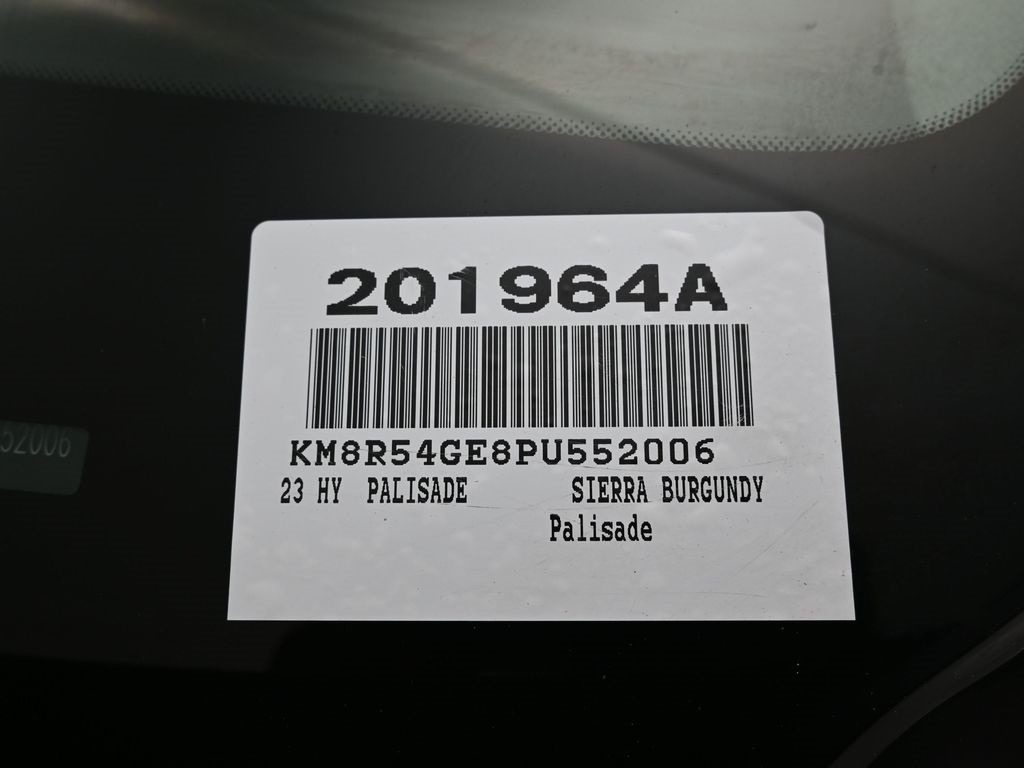 201964A
KM8R54GE8PU552006
23 HY PALISADE SIERRA BURGUNDY
Palisade
52006